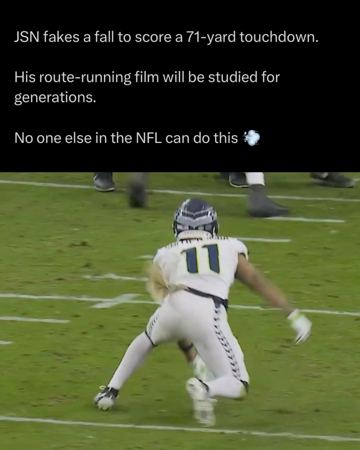 JSN fakes a fall to score a 71-yard touchdown.
His route-running film will be studied for
generations.
No one else in the NFL can do this 💨
11